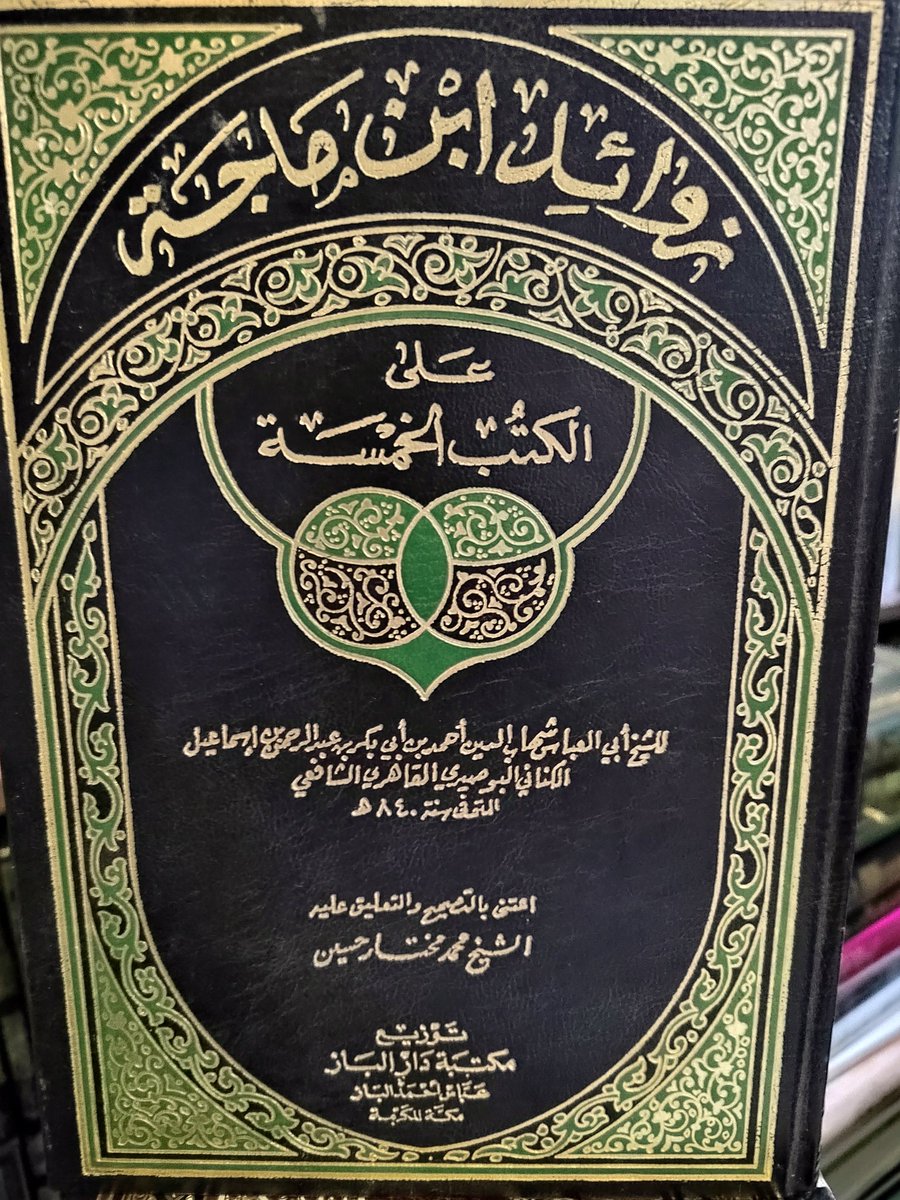 زوائد ابن ماجة
على
الكتب الخمسة
للشيخ أبي العباس شهاب الدين أحمد بن أبي بكر بن عبد الرحمن بن إسماعيل
الكناني البوصيري القاهري الشافعي
المتوفى سنة ٨٤٠ هـ
اعتنى بالتصحيح والتعليق عليه
الشيخ محمد مختار حسين
توزيع
مكتبة دار الباز
عباس أحمد الباز
مكة المكرمة